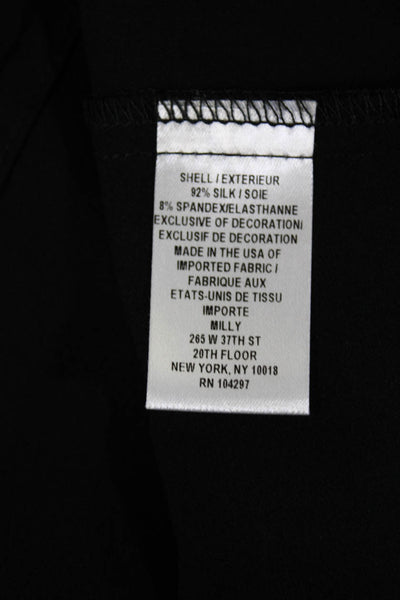 SHELL / EXTERIEUR
92% SILK / SOIE
8% SPANDEX/ELASTHANNE
EXCLUSIVE OF DECORATION/
EXCLUSIF DE DECORATION
MADE IN THE USA OF
IMPORTED FABRIC /
FABRIQUE AUX
ETATS-UNIS DE TISSU
IMPORTE
MILLY
265 W 37TH ST
20TH FLOOR
NEW YORK, NY 10018
RN 104297